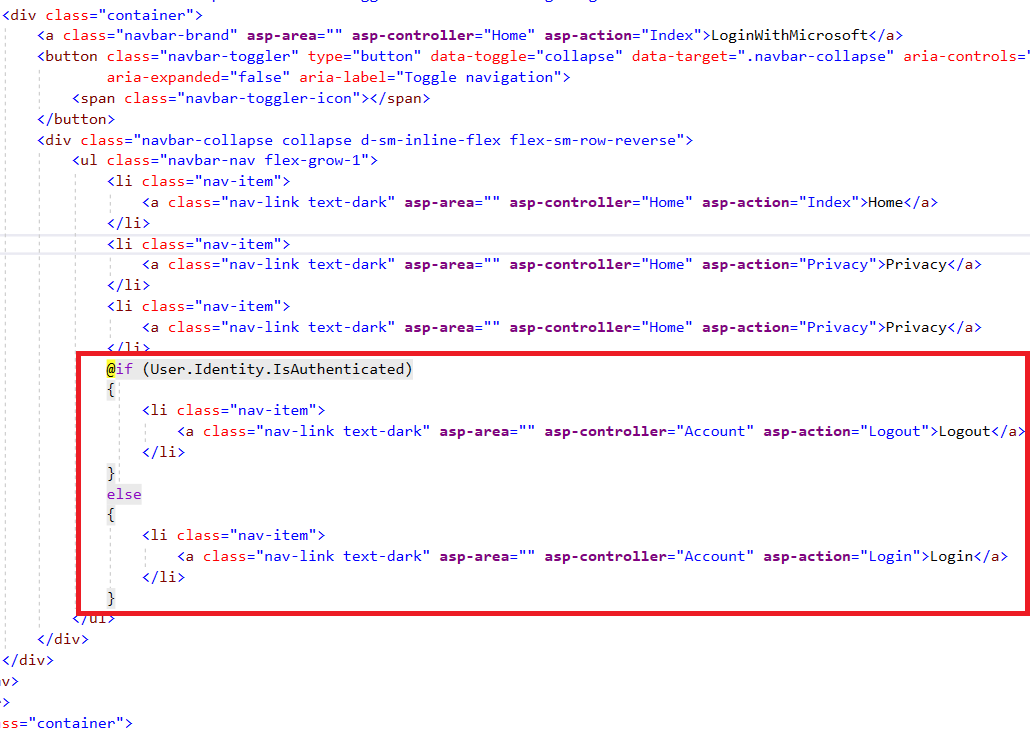 <div class="container">
<a class="navbar-brand" asp-area="" asp-controller="Home" asp-action="Index">LoginWithMicrosoft</a>
<button class="navbar-toggler" type="button" data-toggle="collapse" data-target=".navbar-collapse" aria-controls="
aria-expanded="false" aria-label="Toggle navigation">
<span class="navbar-toggler-icon"></span>
</button>
<div class="navbar-collapse collapse d-sm-inline-flex flex-sm-row-reverse">
<ul class="navbar-nav flex-grow-1">
<li class="nav-item">
<a class="nav-link text-dark" asp-area="" asp-controller="Home" asp-action="Index">Home</a>
</li>
<li class="nav-item">
<a class="nav-link text-dark" asp-area="" asp-controller="Home" asp-action="Privacy">Privacy</a>
</li>
<li class="nav-item">
<a class="nav-link text-dark" asp-area="" asp-controller="Home" asp-action="Privacy">Privacy</a>
</li>
@if (User.Identity.IsAuthenticated)
{
<li class="nav-item">
<a class="nav-link text-dark" asp-area="" asp-controller="Account" asp-action="Logout">Logout</a>
</li>
}
else
{
<li class="nav-item">
<a class="nav-link text-dark" asp-area="" asp-controller="Account" asp-action="Login">Login</a>
</li>
}
</ul>
</div>
</div>
v>
>
ss="container">